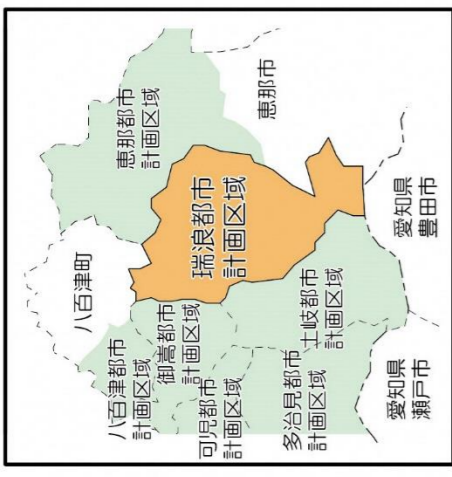 恵那都市
計画区域
恵那市
八百津町
瑞浪都市
計画区域
八百津都市
計画区域
御嵩都市
計画区域
可児都市
計画区域
土岐都市
計画区域
多治見都市
計画区域
愛知県
豊田市
愛知県
瀬戸市